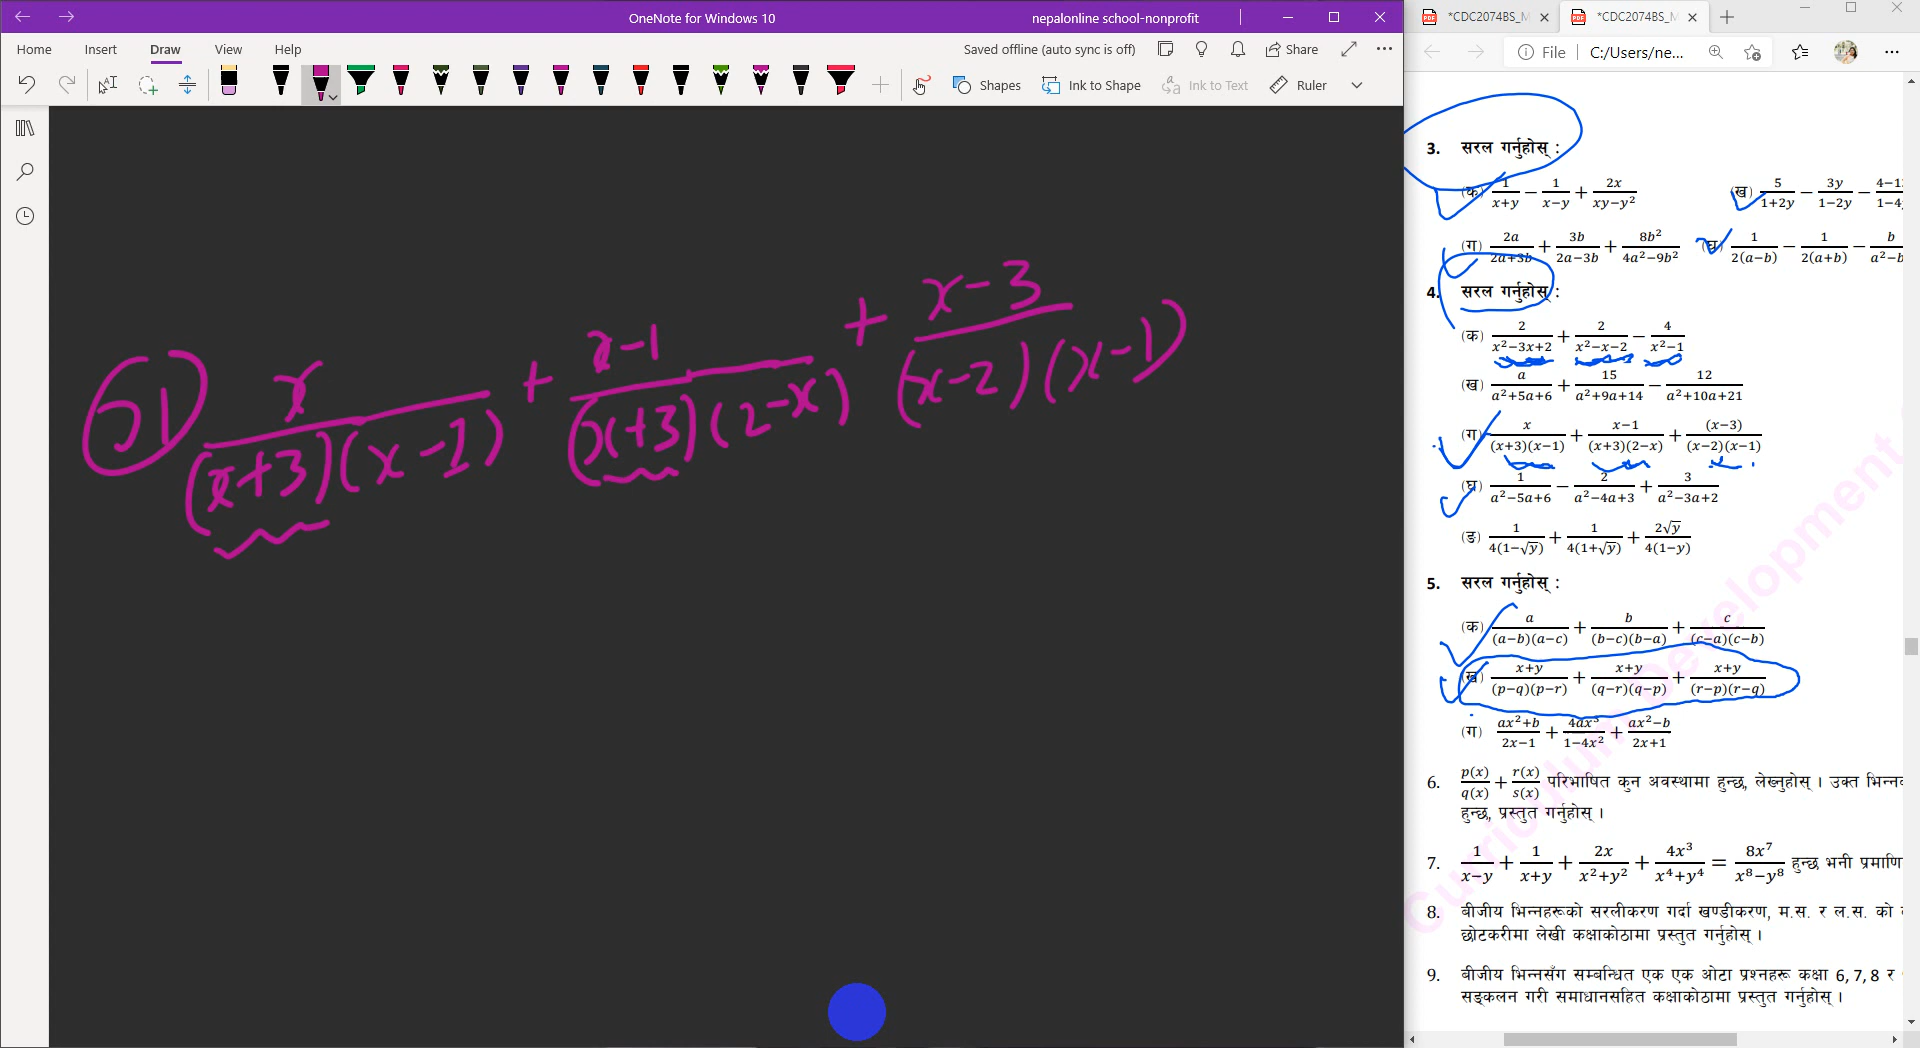 OneNote for Windows 10
nepalonline school-nonprofit
Home Insert Draw View Help
Saved offline (auto sync is off)
Share
Shapes Ink to Shape Ink to Text Ruler
(ग) x/((x+3)(x-1)) + (x-1)/((x+3)(2-x)) + (x-3)/((x-2)(x-1))
*CDC2074BS_M
*CDC2074BS_M
File C:/Users/ne...
3. सरल गर्नुहोस् :
(क) 1/(x+y) − 1/(x−y) + 2x/(xy−y²)
(ख) 5/(1+2y) − 3y/(1−2y) −
(ग) 2a/(2a+3b) + 3b/(2a−3b) + 8b²/(4a²−9b²)
(घ) 1/(2(a−b)) − 1/(2(a+b)) −
4. सरल गर्नुहोस् :
(क) 2/(x²−3x+2) + 2/(x²−x−2) − 4/(x²−1)
(ख) a/(a²+5a+6) + 15/(a²+9a+14) − 12/(a²+10a+21)
(ग) x/((x+3)(x−1)) + (x−1)/((x+3)(2−x)) + (x−3)/((x−2)(x−1))
(घ) 1/(a²−5a+6) − 2/(a²−4a+3) + 3/(a²−3a+2)
(ङ) 1/(4(1−√y)) + 1/(4(1+√y)) + 2√y/(4(1−y))
5. सरल गर्नुहोस् :
(क) a/((a−b)(a−c)) + b/((b−c)(b−a)) + c/((c−a)(c−b))
(ख) (x+y)/((p−q)(p−r)) + (x+y)/((q−r)(q−p)) + (x+y)/((r−p)(r−q))
(ग) (ax²+b)/(2x−1) + 4ax³/(1−4x²) + (ax²−b)/(2x+1)
6. p(x)/q(x) + r(x)/s(x) परिभाषित कुन अवस्थामा हुन्छ, लेख्नुहोस् । उक्त
हुन्छ, प्रस्तुत गर्नुहोस् ।
7. 1/(x−y) + 1/(x+y) + 2x/(x²+y²) + 4x³/(x⁴+y⁴) = 8x⁷/(x⁸−y⁸) हुन्छ भनी
8. बीजीय भिन्नहरूको सरलीकरण गर्दा खण्डीकरण, म.स. र ल.स. को
छोटकरीमा लेखी कक्षाकोठामा प्रस्तुत गर्नुहोस् ।
9. बीजीय भिन्नसँग सम्बन्धित एक एक ओटा प्रश्नहरू कक्षा 6, 7, 8 र
सङ्कलन गरी समाधानसहित कक्षाकोठामा प्रस्तुत गर्नुहोस् ।
Curriculum Development